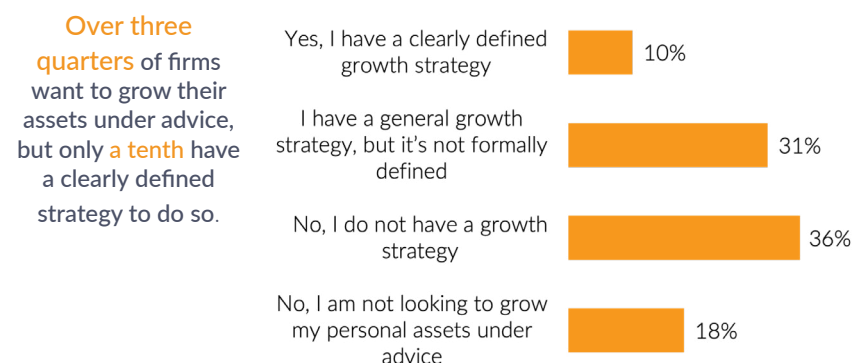 Over three
quarters of firms
want to grow their
assets under advice,
but only a tenth have
a clearly defined
strategy to do so.
Yes, I have a clearly defined
growth strategy
10%
I have a general growth
strategy, but it’s not formally
defined
31%
No, I do not have a growth
strategy
36%
No, I am not looking to grow
my personal assets under
advice
18%